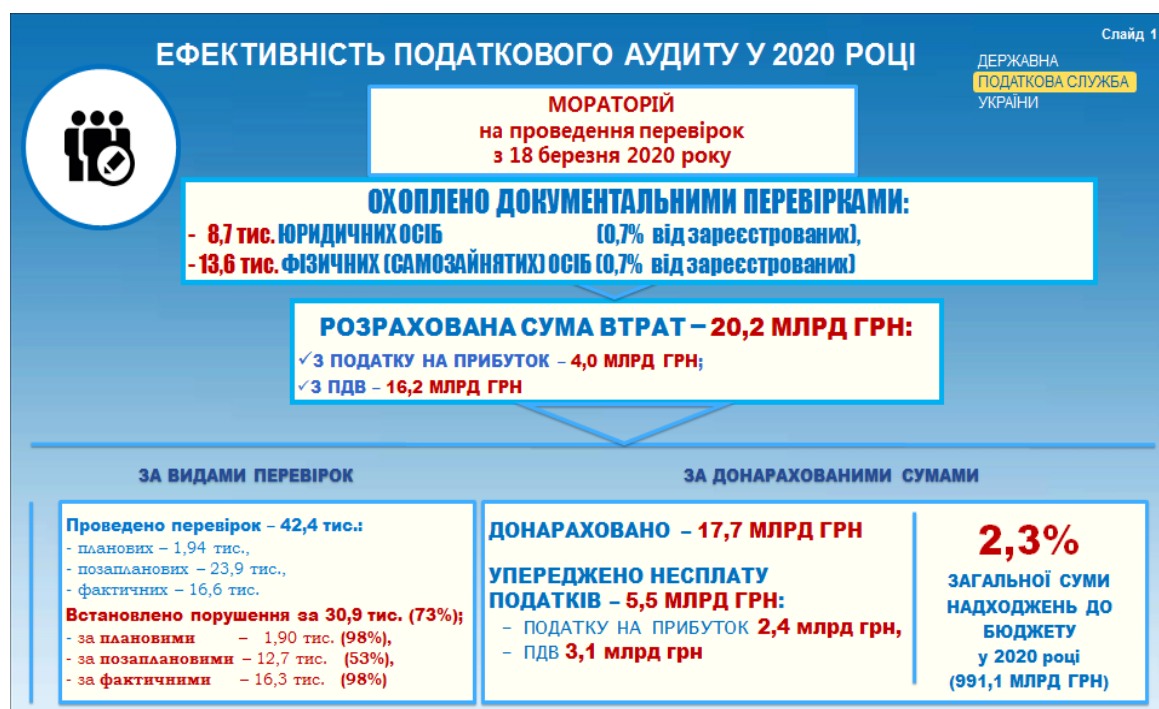 Слайд 1
ЕФЕКТИВНІСТЬ ПОДАТКОВОГО АУДИТУ У 2020 РОЦІ
ДЕРЖАВНА
ПОДАТКОВА СЛУЖБА
УКРАЇНИ
МОРАТОРІЙ
на проведення перевірок
з 18 березня 2020 року
ОХОПЛЕНО ДОКУМЕНТАЛЬНИМИ ПЕРЕВІРКАМИ:
- 8,7 тис. ЮРИДИЧНИХ ОСІБ (0,7% від зареєстрованих),
- 13,6 тис. ФІЗИЧНИХ (САМОЗАЙНЯТИХ) ОСІБ (0,7% від зареєстрованих)
РОЗРАХОВАНА СУМА ВТРАТ – 20,2 МЛРД ГРН:
✓З ПОДАТКУ НА ПРИБУТОК – 4,0 МЛРД ГРН;
✓З ПДВ – 16,2 МЛРД ГРН
ЗА ВИДАМИ ПЕРЕВІРОК
Проведено перевірок – 42,4 тис.:
- планових – 1,94 тис.,
- позапланових – 23,9 тис.,
- фактичних – 16,6 тис.
Встановлено порушення за 30,9 тис. (73%);
- за плановими – 1,90 тис. (98%),
- за позаплановими – 12,7 тис. (53%),
- за фактичними – 16,3 тис. (98%)
ЗА ДОНАРАХОВАНИМИ СУМАМИ
ДОНАРАХОВАНО – 17,7 МЛРД ГРН
УПЕРЕДЖЕНО НЕСПЛАТУ
ПОДАТКІВ – 5,5 МЛРД ГРН:
– ПОДАТКУ НА ПРИБУТОК 2,4 млрд грн,
– ПДВ 3,1 млрд грн
2,3%
ЗАГАЛЬНОЇ СУМИ
НАДХОДЖЕНЬ ДО
БЮДЖЕТУ
у 2020 році
(991,1 МЛРД ГРН)